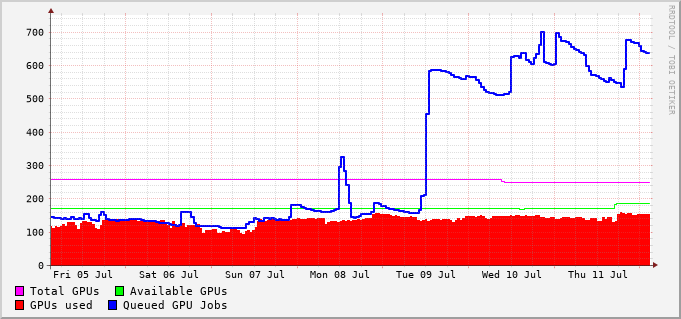 700
600
500
400
300
200
100
0
Fri 05 Jul Sat 06 Jul Sun 07 Jul Mon 08 Jul Tue 09 Jul Wed 10 Jul Thu 11 Jul
Total GPUs Available GPUs
GPUs used Queued GPU Jobs
RRDTOOL / TOBI OETIKER